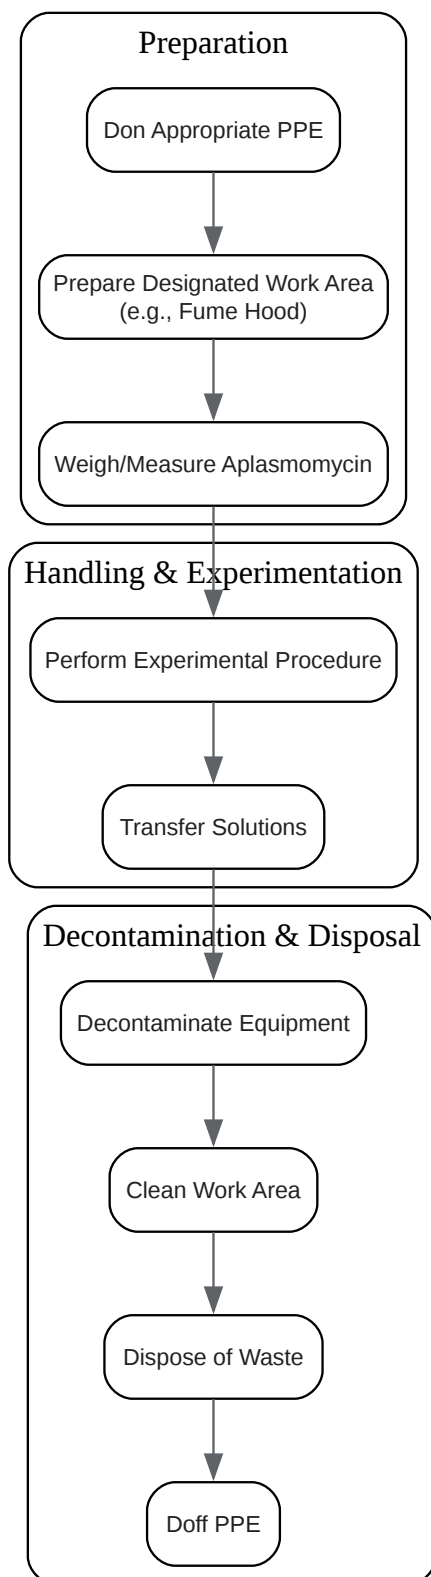 Preparation
Don Appropriate PPE
Prepare Designated Work Area
(e.g., Fume Hood)
Weigh/Measure Aplasmomycin
Handling & Experimentation
Perform Experimental Procedure
Transfer Solutions
Decontamination & Disposal
Decontaminate Equipment
Clean Work Area
Dispose of Waste
Doff PPE